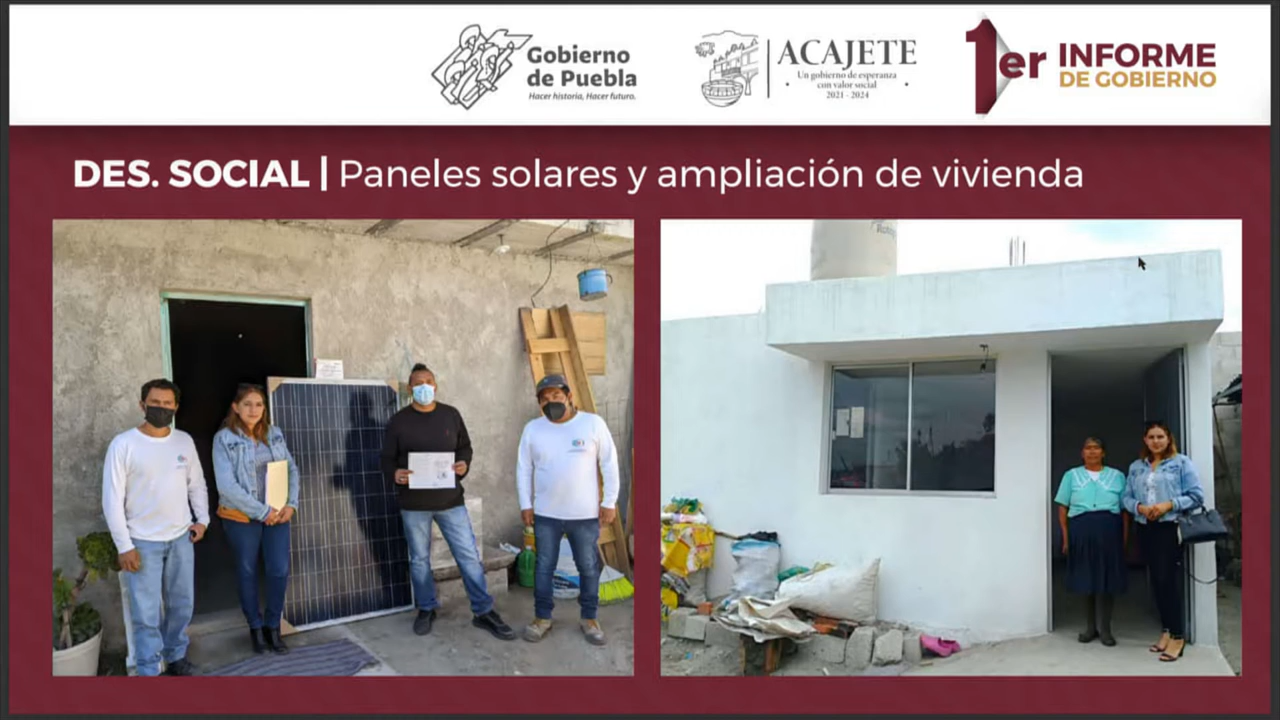 Gobierno
de Puebla
Hacer historia, Hacer futuro.
ACAJETE
Un gobierno de esperanza
• con valor social •
2021 - 2024
1er INFORME
DE GOBIERNO
DES. SOCIAL | Paneles solares y ampliación de vivienda